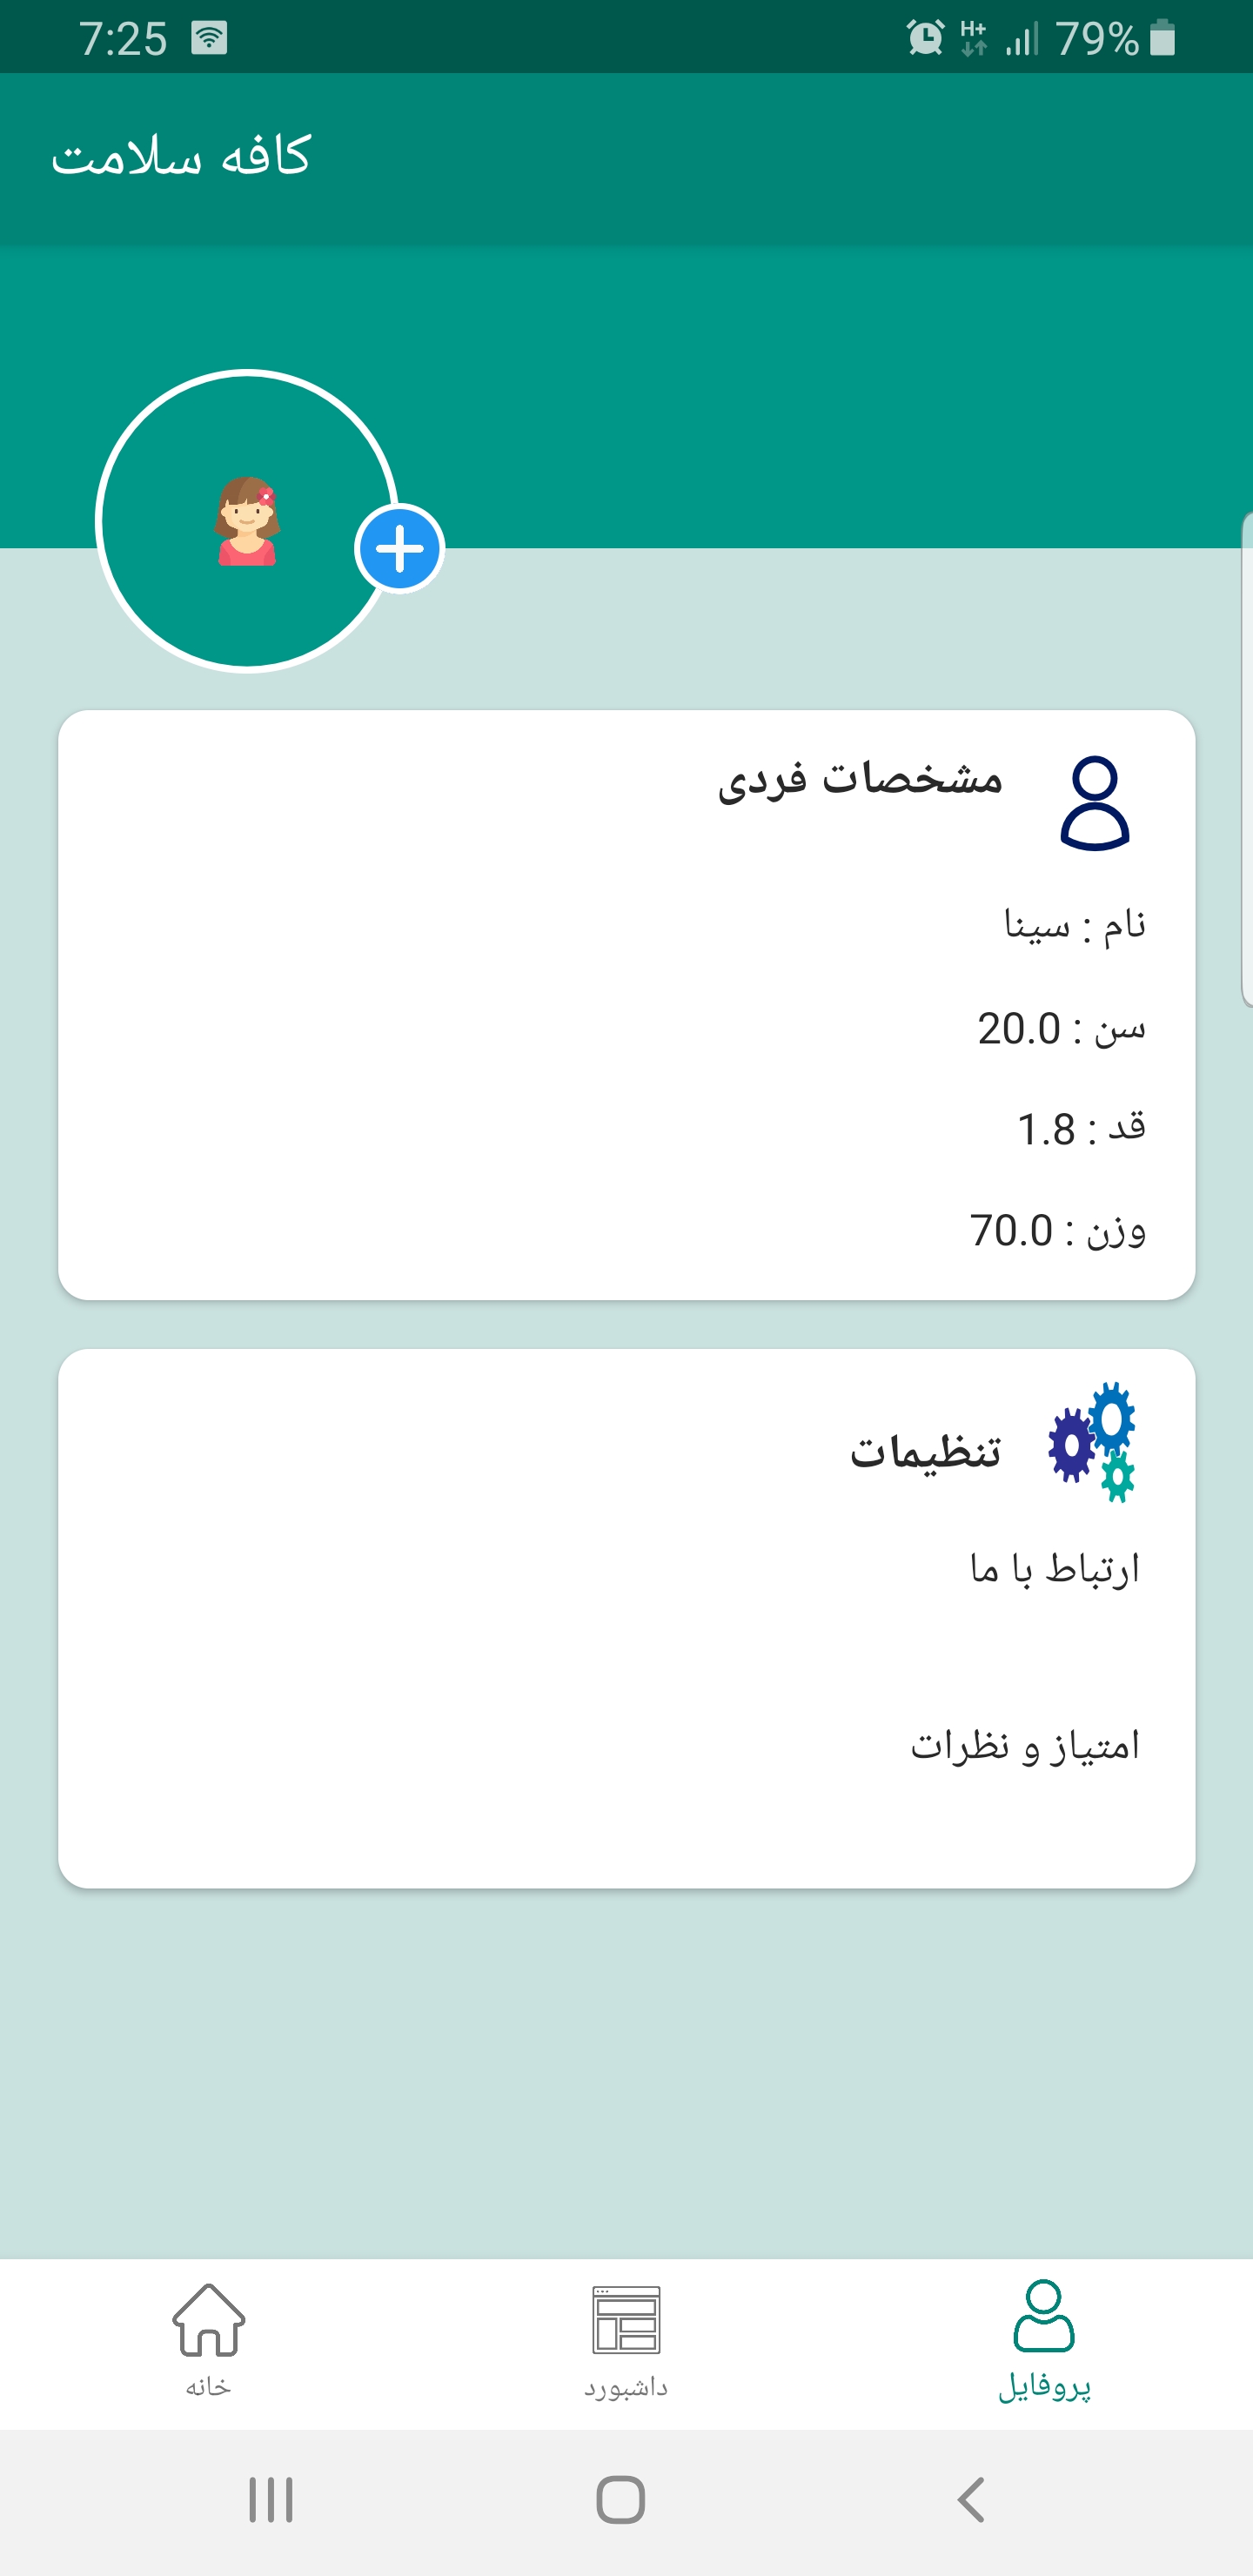 7:25 H+ 79%
کافه سلامت
مشخصات فردی
نام : سینا
سن : 20.0
قد : 1.8
وزن : 70.0
تنظیمات
ارتباط با ما
امتیاز و نظرات
پروفایل داشبورد خانه